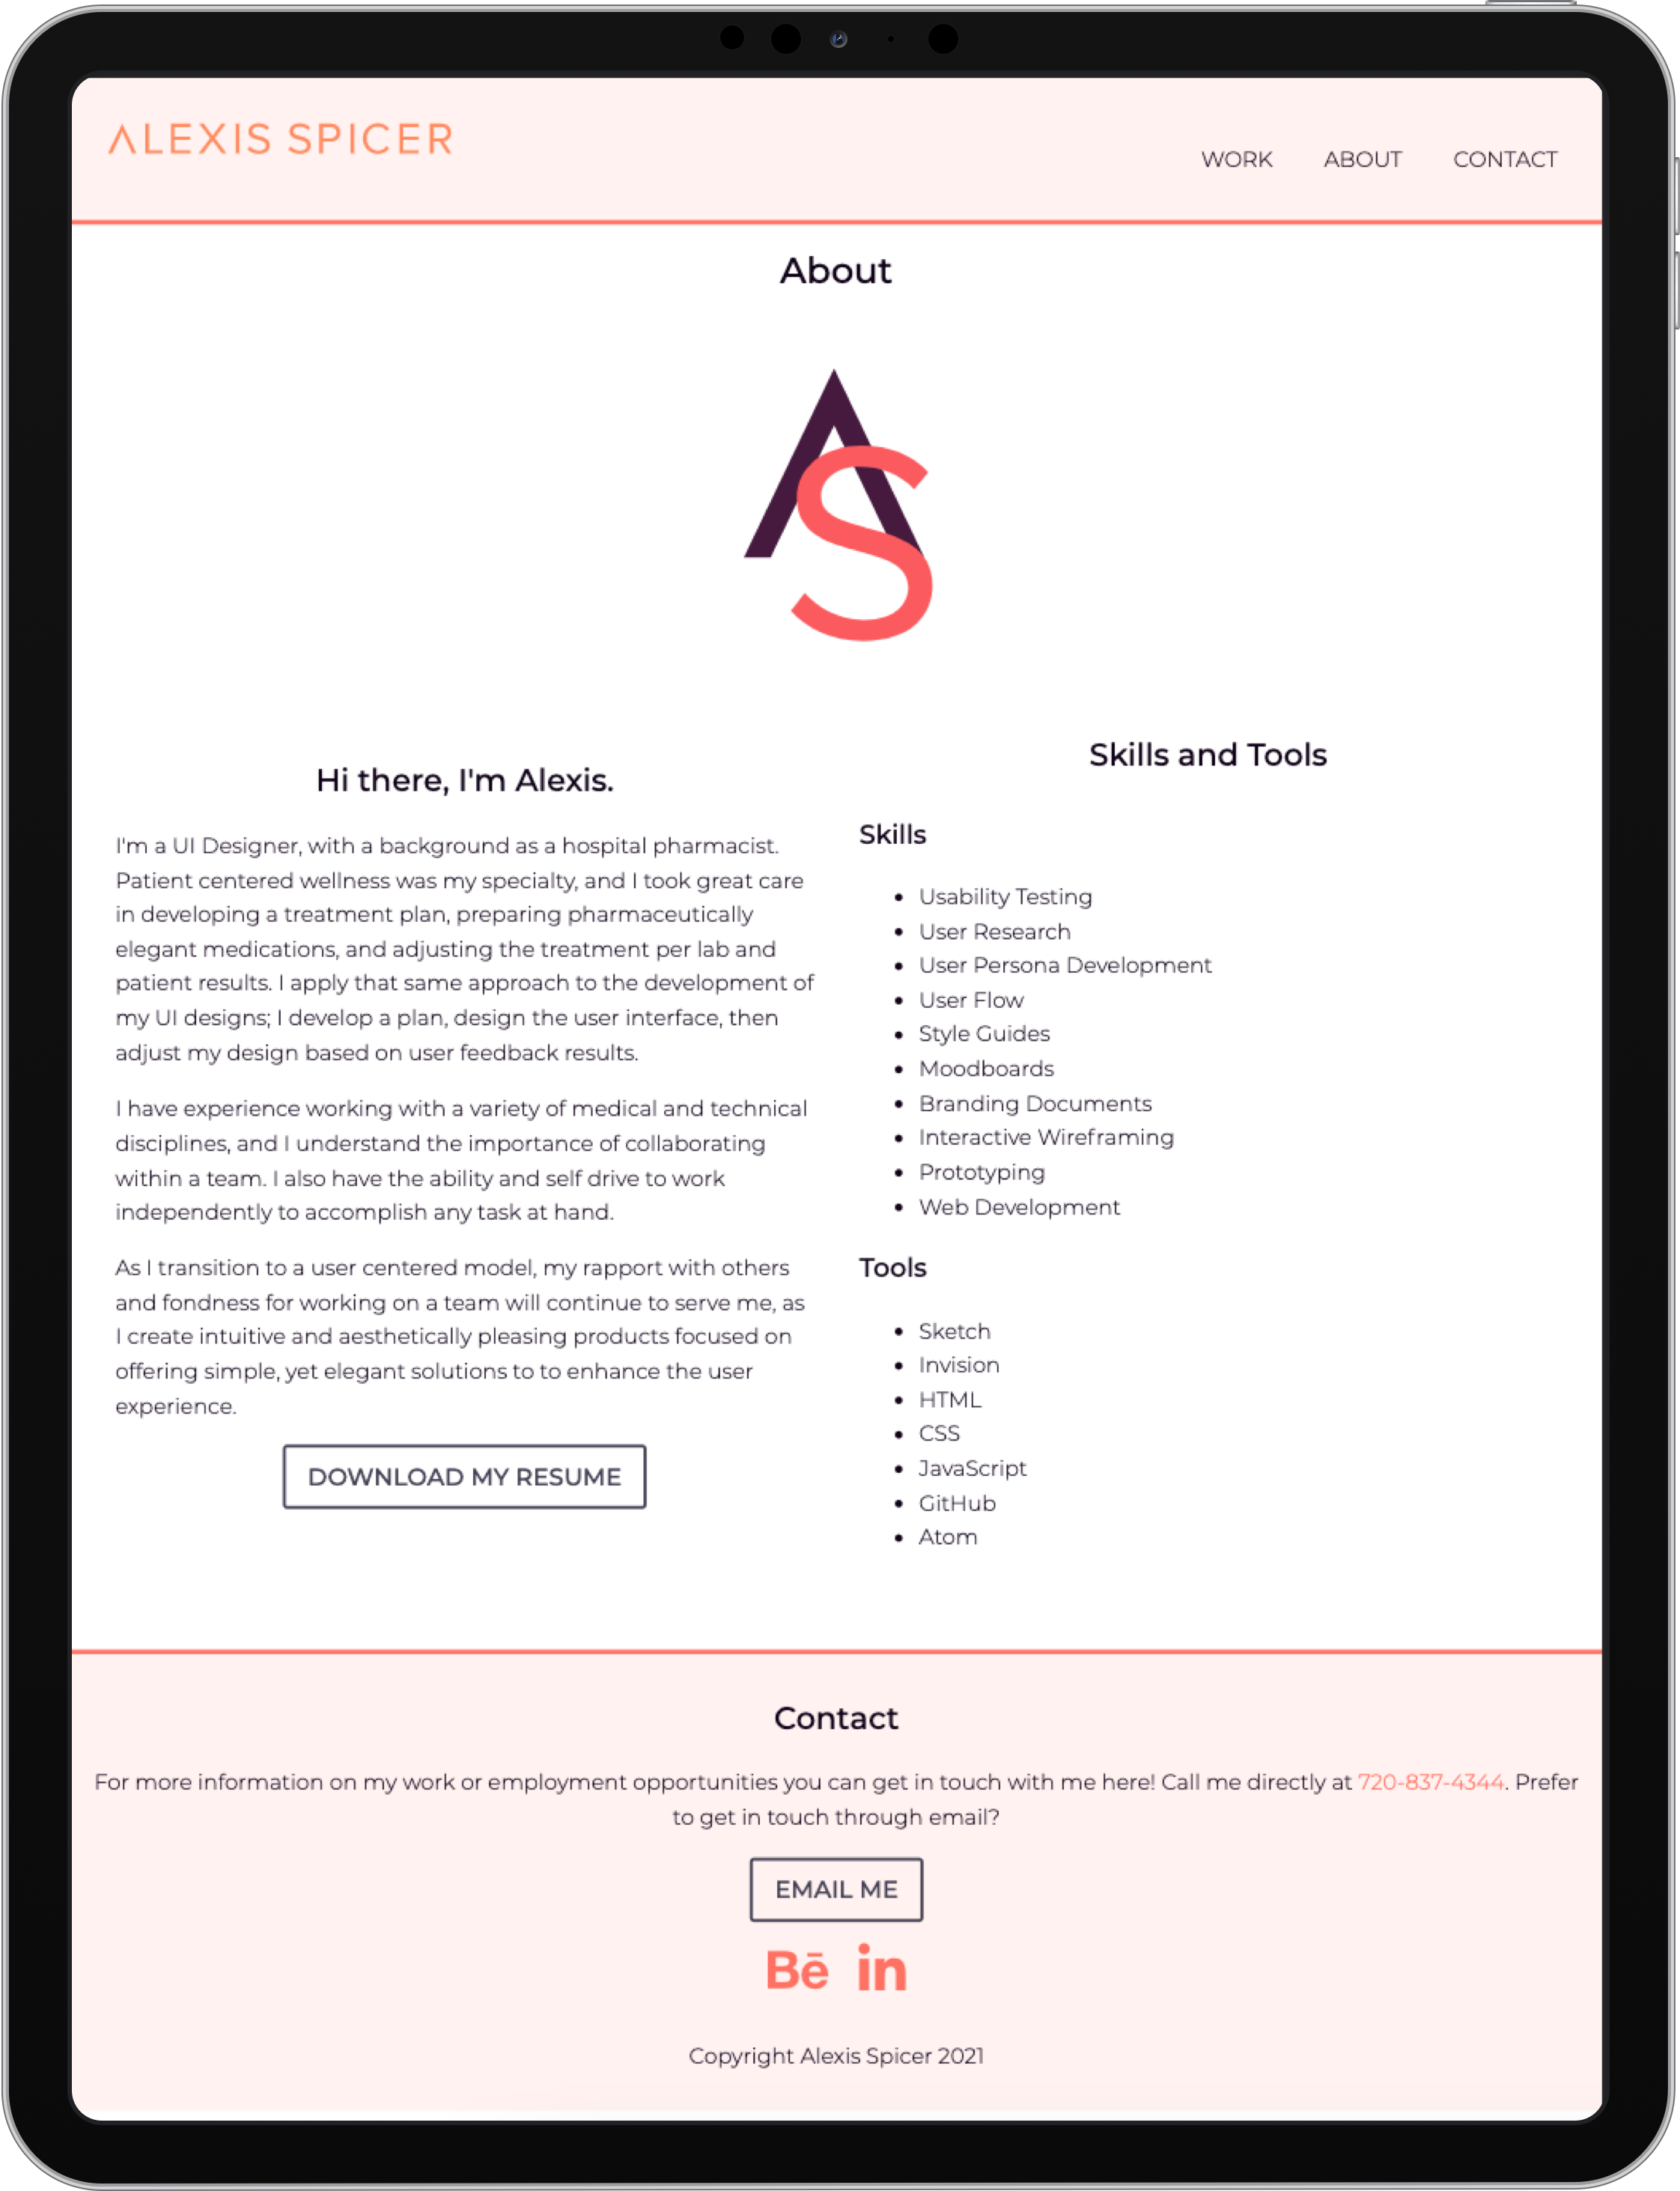 ALEXIS SPICER
WORK ABOUT CONTACT
About
AS
Hi there, I'm Alexis.
I'm a UI Designer, with a background as a hospital pharmacist.
Patient centered wellness was my specialty, and I took great care
in developing a treatment plan, preparing pharmaceutically
elegant medications, and adjusting the treatment per lab and
patient results. I apply that same approach to the development of
my UI designs; I develop a plan, design the user interface, then
adjust my design based on user feedback results.
I have experience working with a variety of medical and technical
disciplines, and I understand the importance of collaborating
within a team. I also have the ability and self drive to work
independently to accomplish any task at hand.
As I transition to a user centered model, my rapport with others
and fondness for working on a team will continue to serve me, as
I create intuitive and aesthetically pleasing products focused on
offering simple, yet elegant solutions to to enhance the user
experience.
DOWNLOAD MY RESUME
Skills and Tools
Skills
• Usability Testing
• User Research
• User Persona Development
• User Flow
• Style Guides
• Moodboards
• Branding Documents
• Interactive Wireframing
• Prototyping
• Web Development
Tools
• Sketch
• Invision
• HTML
• CSS
• JavaScript
• GitHub
• Atom
Contact
For more information on my work or employment opportunities you can get in touch with me here! Call me directly at 720-837-4344. Prefer
to get in touch through email?
EMAIL ME
Bē in
Copyright Alexis Spicer 2021